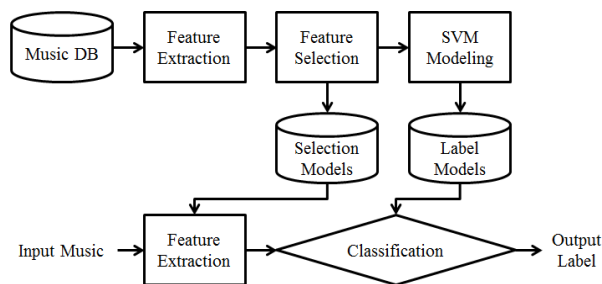 Music DB
Feature
Extraction
Feature
Selection
SVM
Modeling
Selection
Models
Label
Models
Input Music
Feature
Extraction
Classification
Output
Label